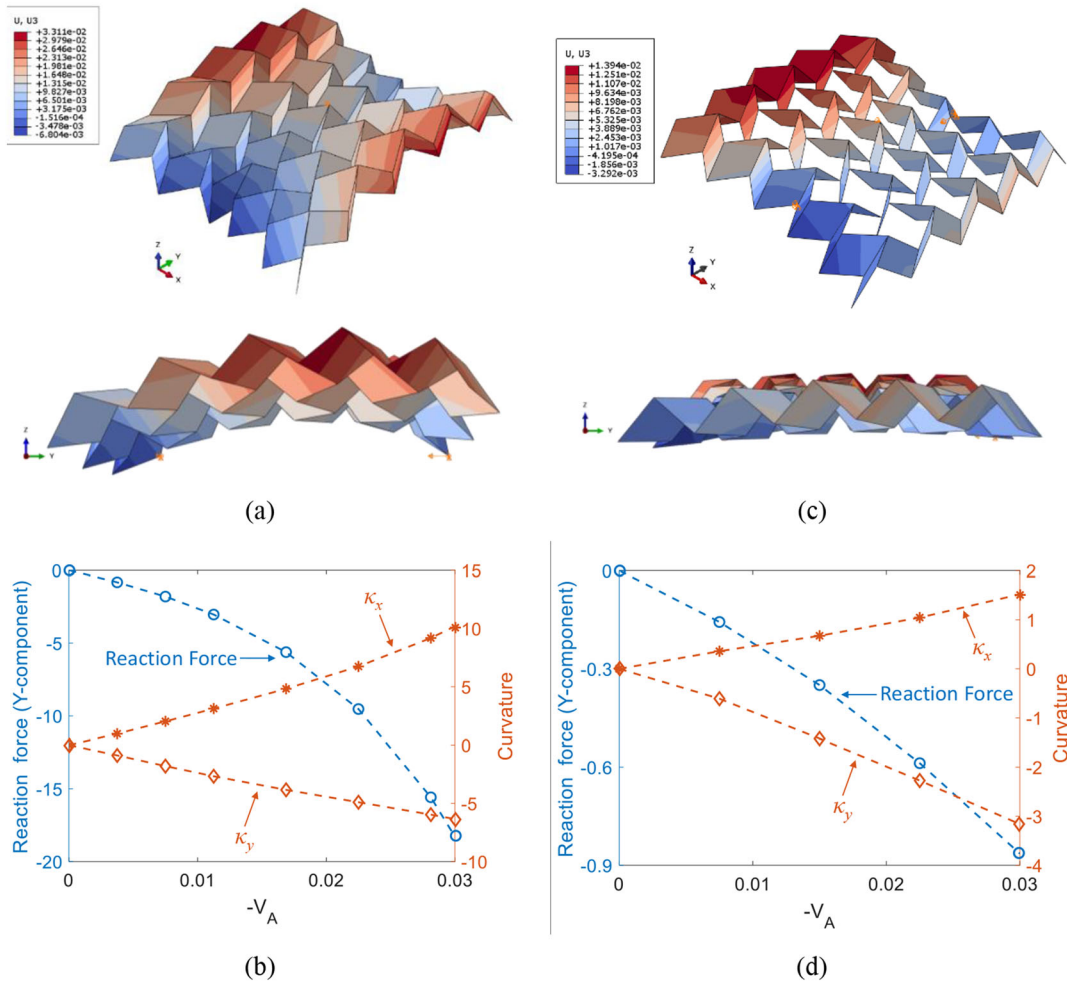 U, U3
+3.311e-02
+2.979e-02
+2.646e-02
+2.313e-02
+1.981e-02
+1.648e-02
+1.315e-02
+9.827e-03
+6.501e-03
+3.175e-03
-1.516e-04
-3.478e-03
-6.804e-03
Z
Y
X
Z
Y
(a)
U, U3
+1.394e-02
+1.251e-02
+1.107e-02
+9.634e-03
+8.198e-03
+6.762e-03
+5.325e-03
+3.889e-03
+2.453e-03
+1.017e-03
-4.195e-04
-1.856e-03
-3.292e-03
Z
Y
X
Z
Y
(c)
Reaction force (Y-component)
0
-5
-10
-15
-20
κx
Reaction Force
κy
15
10
5
0
-5
-10
Curvature
0 0.01 0.02 0.03
-VA
(b)
Reaction force (Y-component)
0
-0.3
-0.6
-0.9
κx
Reaction Force
κy
2
1
0
-1
-2
-3
-4
Curvature
0 0.01 0.02 0.03
-VA
(d)